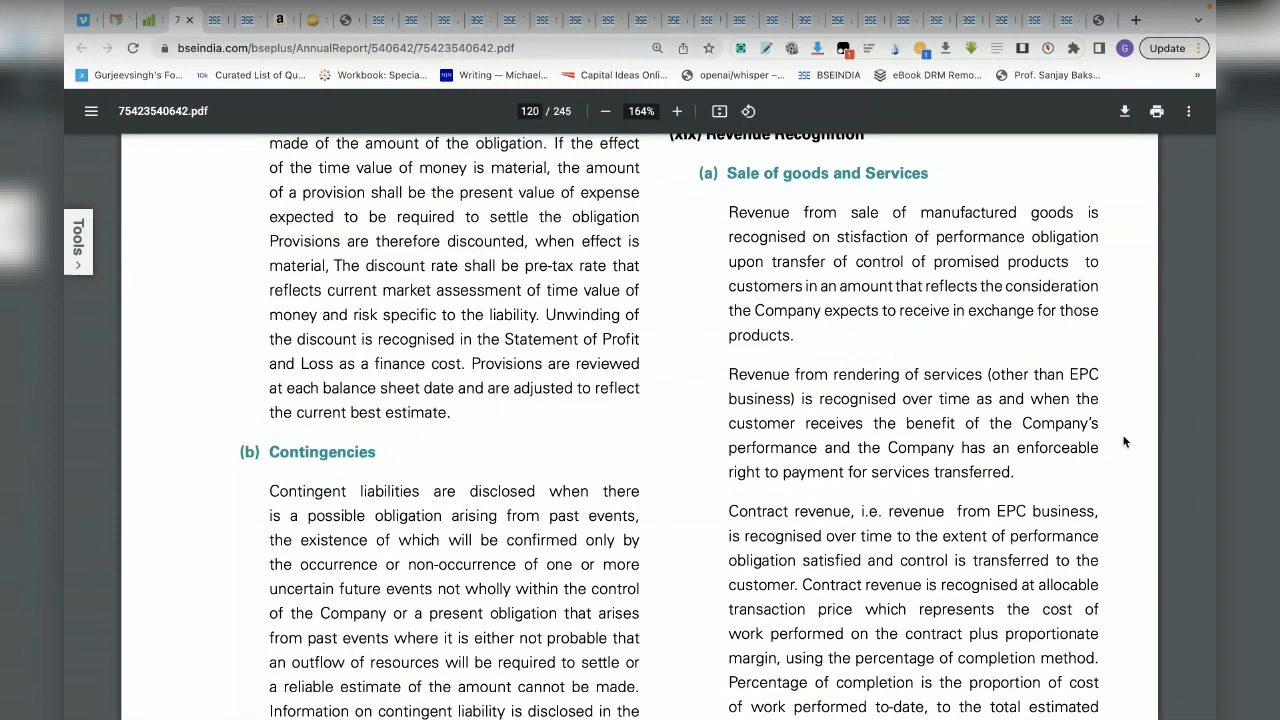 7
bseindia.com/bseplus/AnnualReport/540642/75423540642.pdf
1
1
G
Update
Gurjeevsingh's Fo...
10k
Curated List of Qu...
Workbook: Specia...
Writing — Michael...
Capital Ideas Onli...
openai/whisper –...
BSEINDIA
eBook DRM Remo...
Prof. Sanjay Baks...
»
75423540642.pdf
120 / 245
164%
Tools
made of the amount of the obligation. If the effect
of the time value of money is material, the amount
of a provision shall be the present value of expense
expected to be required to settle the obligation
Provisions are therefore discounted, when effect is
material, The discount rate shall be pre-tax rate that
reflects current market assessment of time value of
money and risk specific to the liability. Unwinding of
the discount is recognised in the Statement of Profit
and Loss as a finance cost. Provisions are reviewed
at each balance sheet date and are adjusted to reflect
the current best estimate.
(b) Contingencies
Contingent liabilities are disclosed when there
is a possible obligation arising from past events,
the existence of which will be confirmed only by
the occurrence or non-occurrence of one or more
uncertain future events not wholly within the control
of the Company or a present obligation that arises
from past events where it is either not probable that
an outflow of resources will be required to settle or
a reliable estimate of the amount cannot be made.
Information on contingent liability is disclosed in the
(xix) Revenue Recognition
(a) Sale of goods and Services
Revenue from sale of manufactured goods is
recognised on stisfaction of performance obligation
upon transfer of control of promised products to
customers in an amount that reflects the consideration
the Company expects to receive in exchange for those
products.
Revenue from rendering of services (other than EPC
business) is recognised over time as and when the
customer receives the benefit of the Company's
performance and the Company has an enforceable
right to payment for services transferred.
Contract revenue, i.e. revenue from EPC business,
is recognised over time to the extent of performance
obligation satisfied and control is transferred to the
customer. Contract revenue is recognised at allocable
transaction price which represents the cost of
work performed on the contract plus proportionate
margin, using the percentage of completion method.
Percentage of completion is the proportion of cost
of work performed to-date, to the total estimated